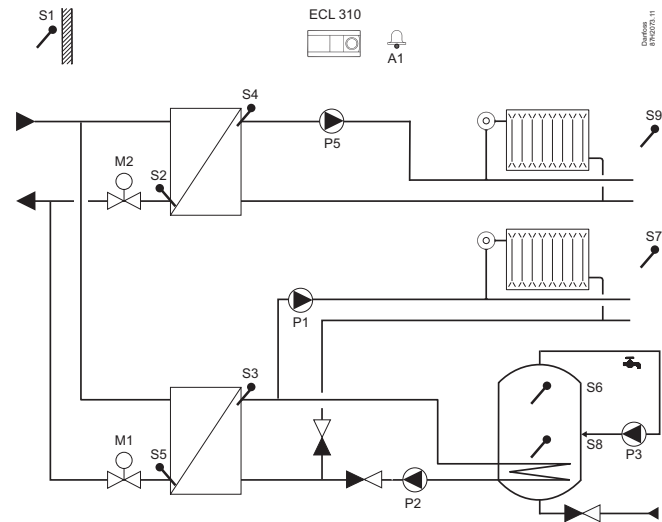 S1
ECL 310
A1
Danfoss
87H2073.11
S4
P5
S9
M2
S2
S7
P1
S3
S6
M1
S5
S8
P3
P2